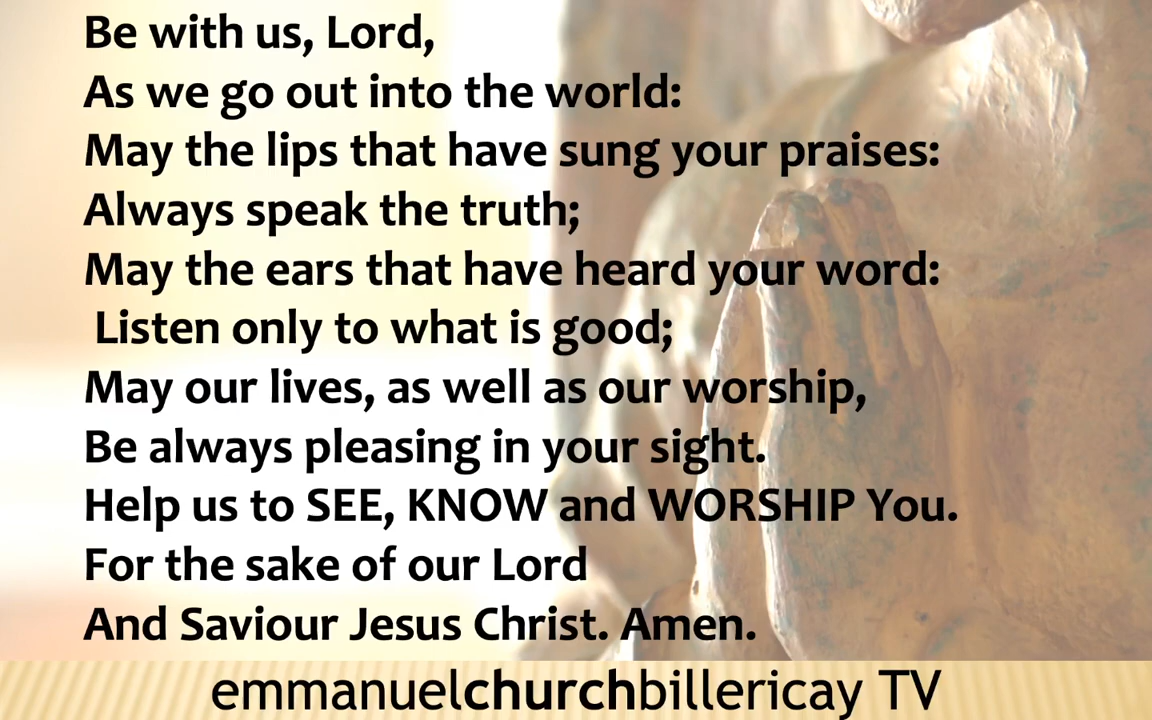 Be with us, Lord,
As we go out into the world:
May the lips that have sung your praises:
Always speak the truth;
May the ears that have heard your word:
Listen only to what is good;
May our lives, as well as our worship,
Be always pleasing in your sight.
Help us to SEE, KNOW and WORSHIP You.
For the sake of our Lord
And Saviour Jesus Christ. Amen.
emmanuelchurchbillericay TV